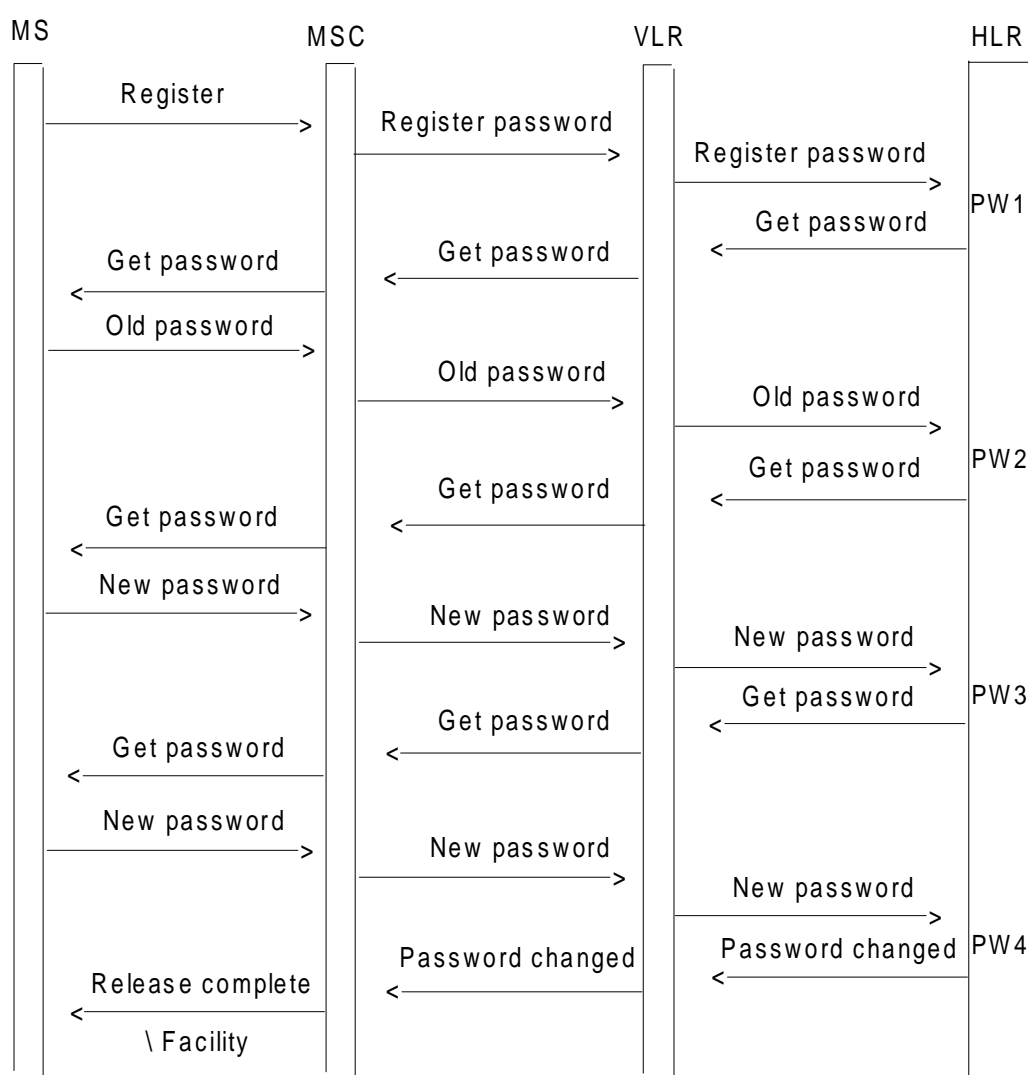 MS
MSC
VLR
HLR
Register
Register password
Register password
PW1
Get password
Get password
Get password
Old password
Old password
Old password
PW2
Get password
Get password
Get password
New password
New password
New password
PW3
Get password
Get password
Get password
New password
New password
New password
PW4
Password changed
Password changed
Release complete
\ Facility